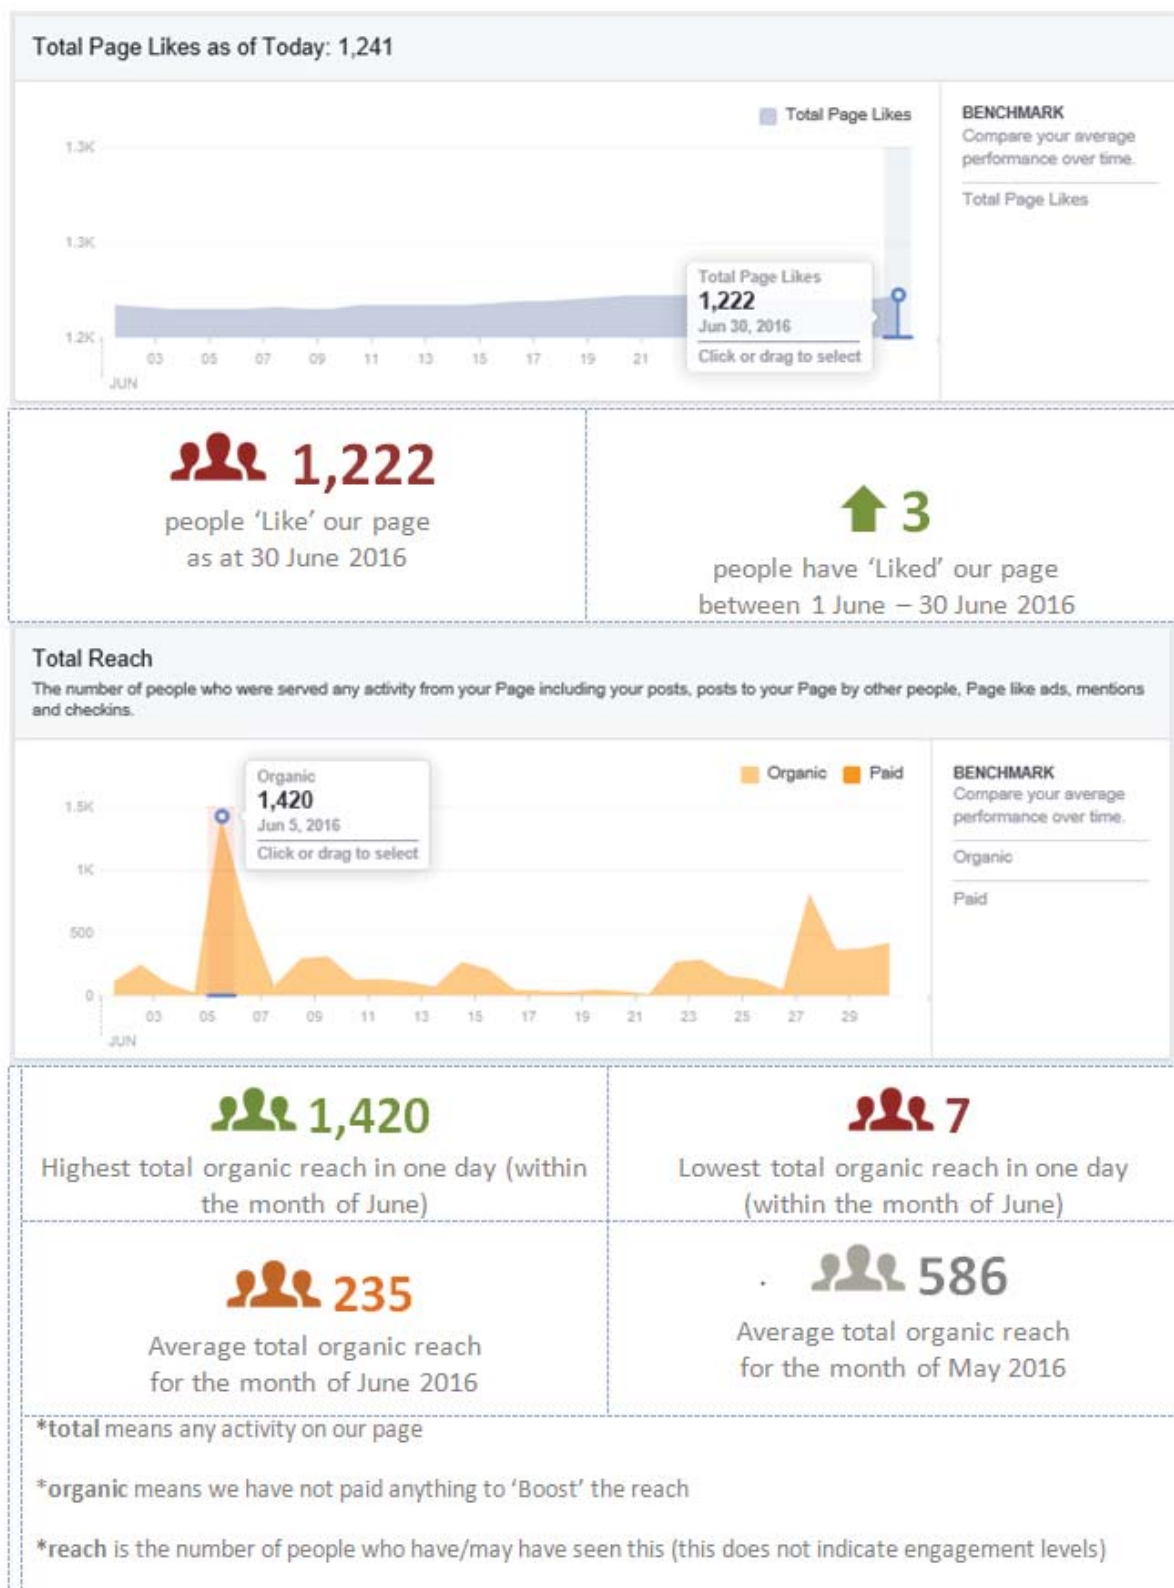 Total Page Likes as of Today: 1,241
Total Page Likes
BENCHMARK
Compare your average
performance over time.
Total Page Likes
1.3K
1.3K
1.2K
Total Page Likes
1,222
Jun 30, 2016
Click or drag to select
03 05 07 09 11 13 15 17 19 21
JUN
1,222
people ‘Like’ our page
as at 30 June 2016
3
people have ‘Liked’ our page
between 1 June – 30 June 2016
Total Reach
The number of people who were served any activity from your Page including your posts, posts to your Page by other people, Page like ads, mentions
and checkins.
Organic Paid
BENCHMARK
Compare your average
performance over time.
Organic
Paid
Organic
1,420
Jun 5, 2016
Click or drag to select
1.5K
1K
500
0
03 05 07 09 11 13 15 17 19 21 23 25 27 29
JUN
1,420
Highest total organic reach in one day (within
the month of June)
7
Lowest total organic reach in one day
(within the month of June)
235
Average total organic reach
for the month of June 2016
. 586
Average total organic reach
for the month of May 2016
*total means any activity on our page
*organic means we have not paid anything to ‘Boost’ the reach
*reach is the number of people who have/may have seen this (this does not indicate engagement levels)